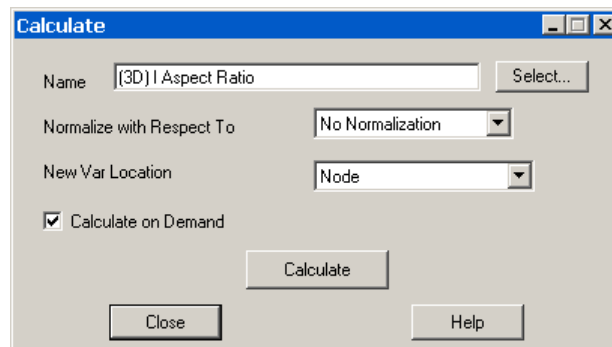 Calculate
Name (3D) I Aspect Ratio Select...
Normalize with Respect To No Normalization
New Var Location Node
Calculate on Demand
Calculate
Close Help